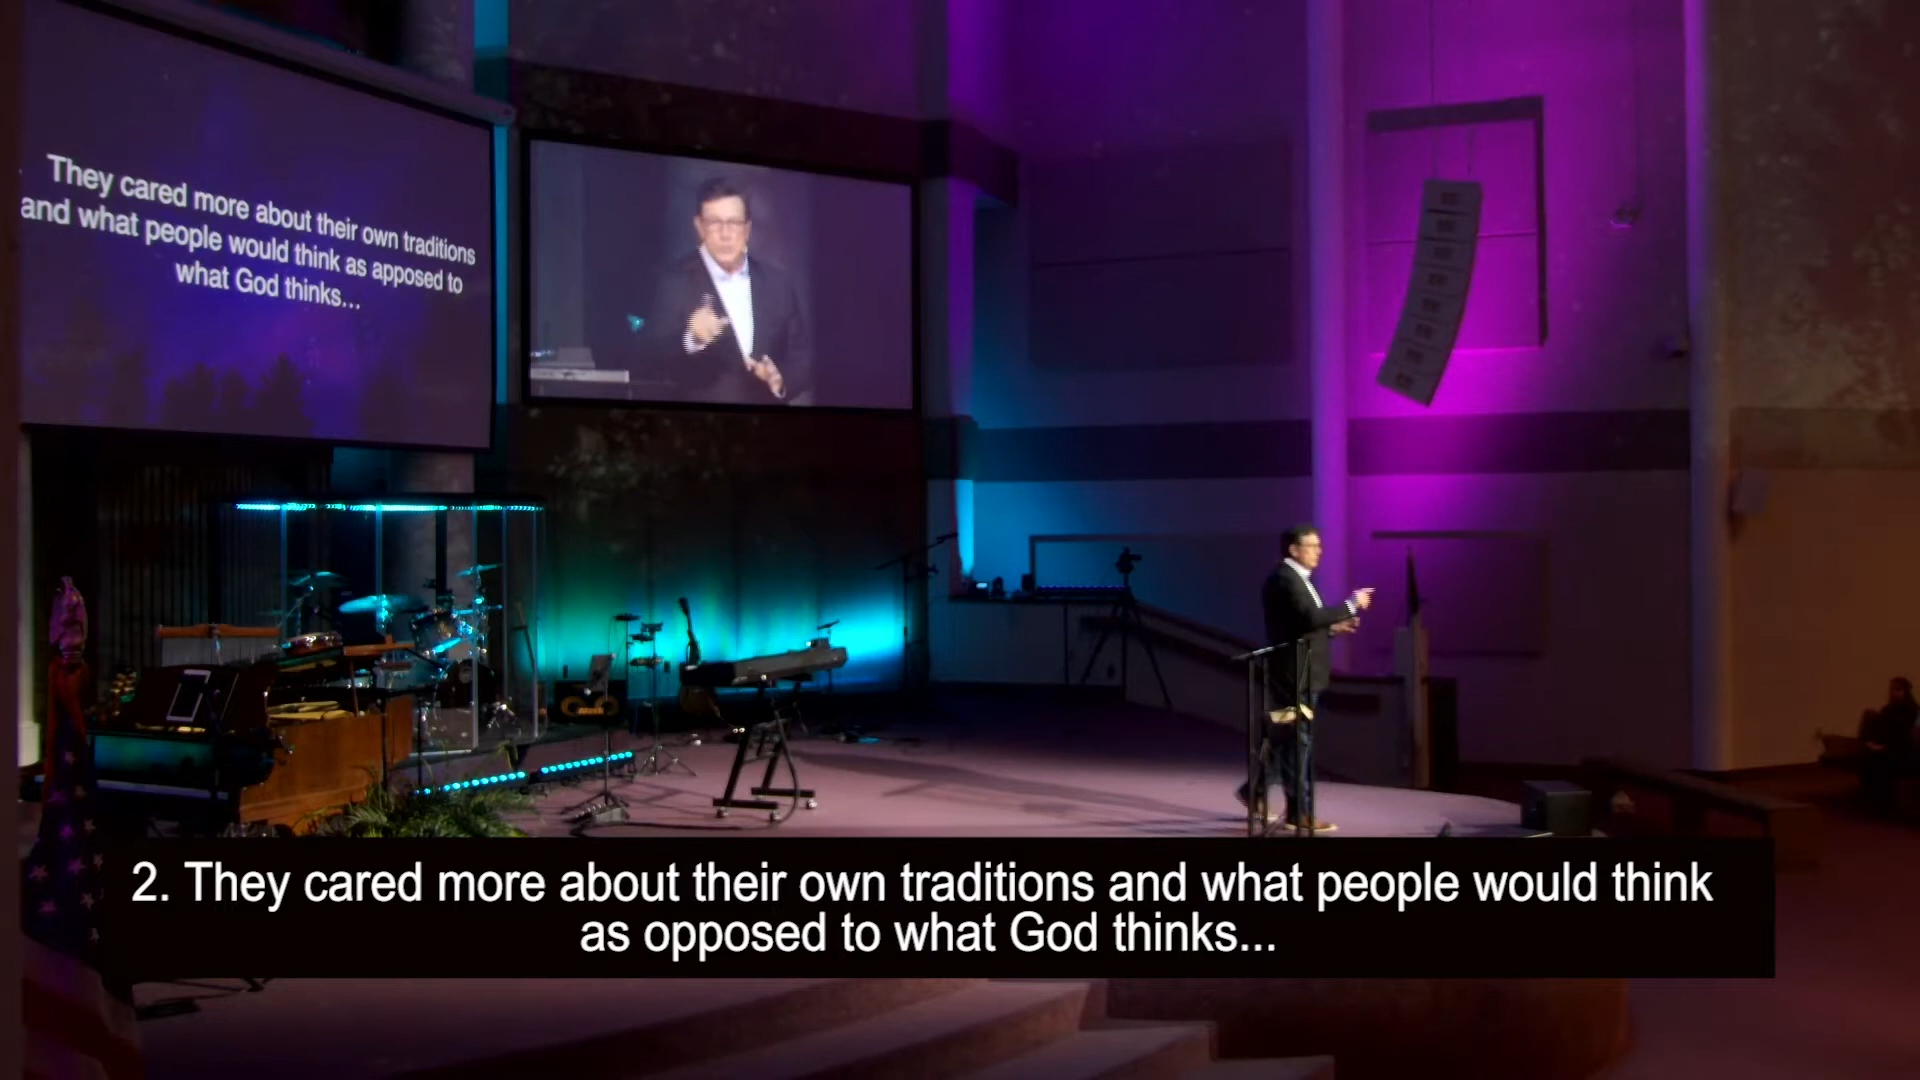 They cared more about their own traditions
and what people would think as apposed to
what God thinks...
2. They cared more about their own traditions and what people would think
as opposed to what God thinks...